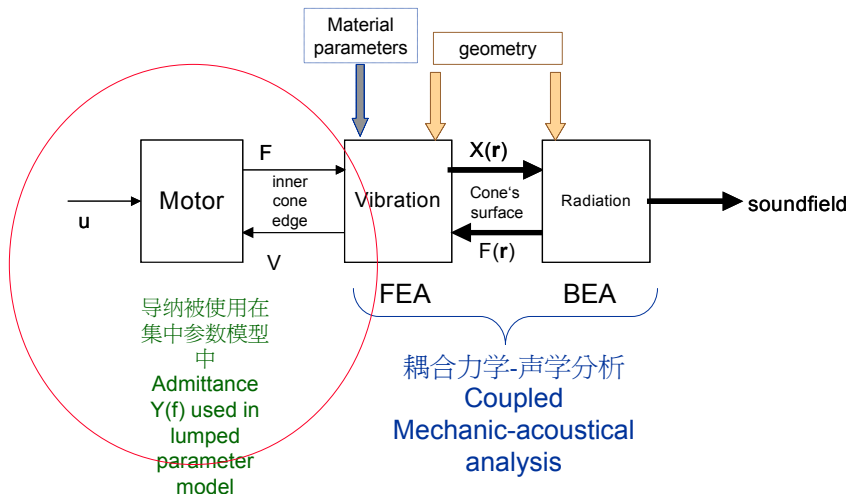 Material
parameters
geometry
u
Motor
F
inner
cone
edge
V
Vibration
X(r)
Cone‘s
surface
F(r)
Radiation
soundfield
FEA
BEA
导纳被使用在
集中参数模型
中
Admittance
Y(f) used in
lumped
parameter
model
耦合力学-声学分析
Coupled
Mechanic-acoustical
analysis